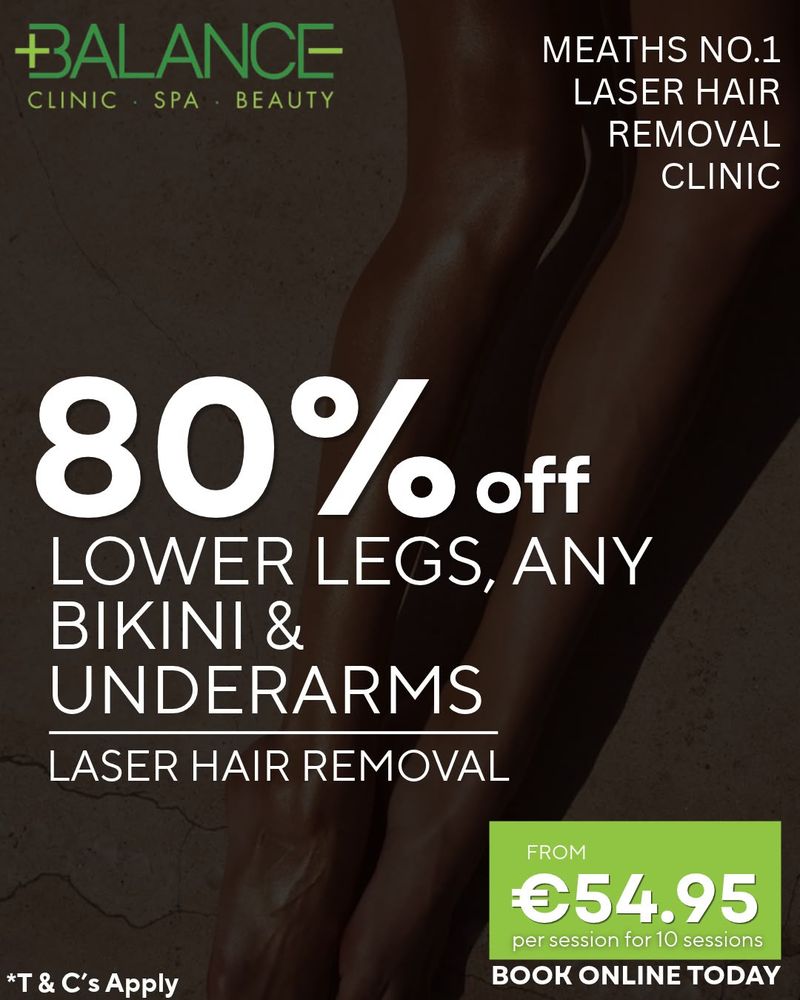 BALANCE
CLINIC · SPA · BEAUTY
MEATHS NO.1
LASER HAIR
REMOVAL
CLINIC
80% off
LOWER LEGS, ANY
BIKINI &
UNDERARMS
LASER HAIR REMOVAL
FROM
€54.95
per session for 10 sessions
BOOK ONLINE TODAY
*T & C's Apply